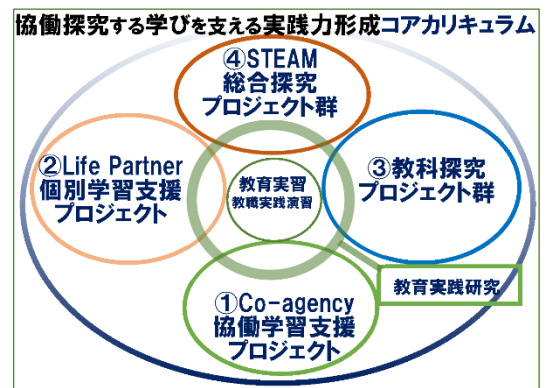 協働探究する学びを支える実践力形成コアカリキュラム
④STEAM
総合探究
プロジェクト群
②Life Partner
個別学習支援
プロジェクト
教育実習
教職実践演習
③教科探究
プロジェクト群
教育実践研究
①Co-agency
協働学習支援
プロジェクト